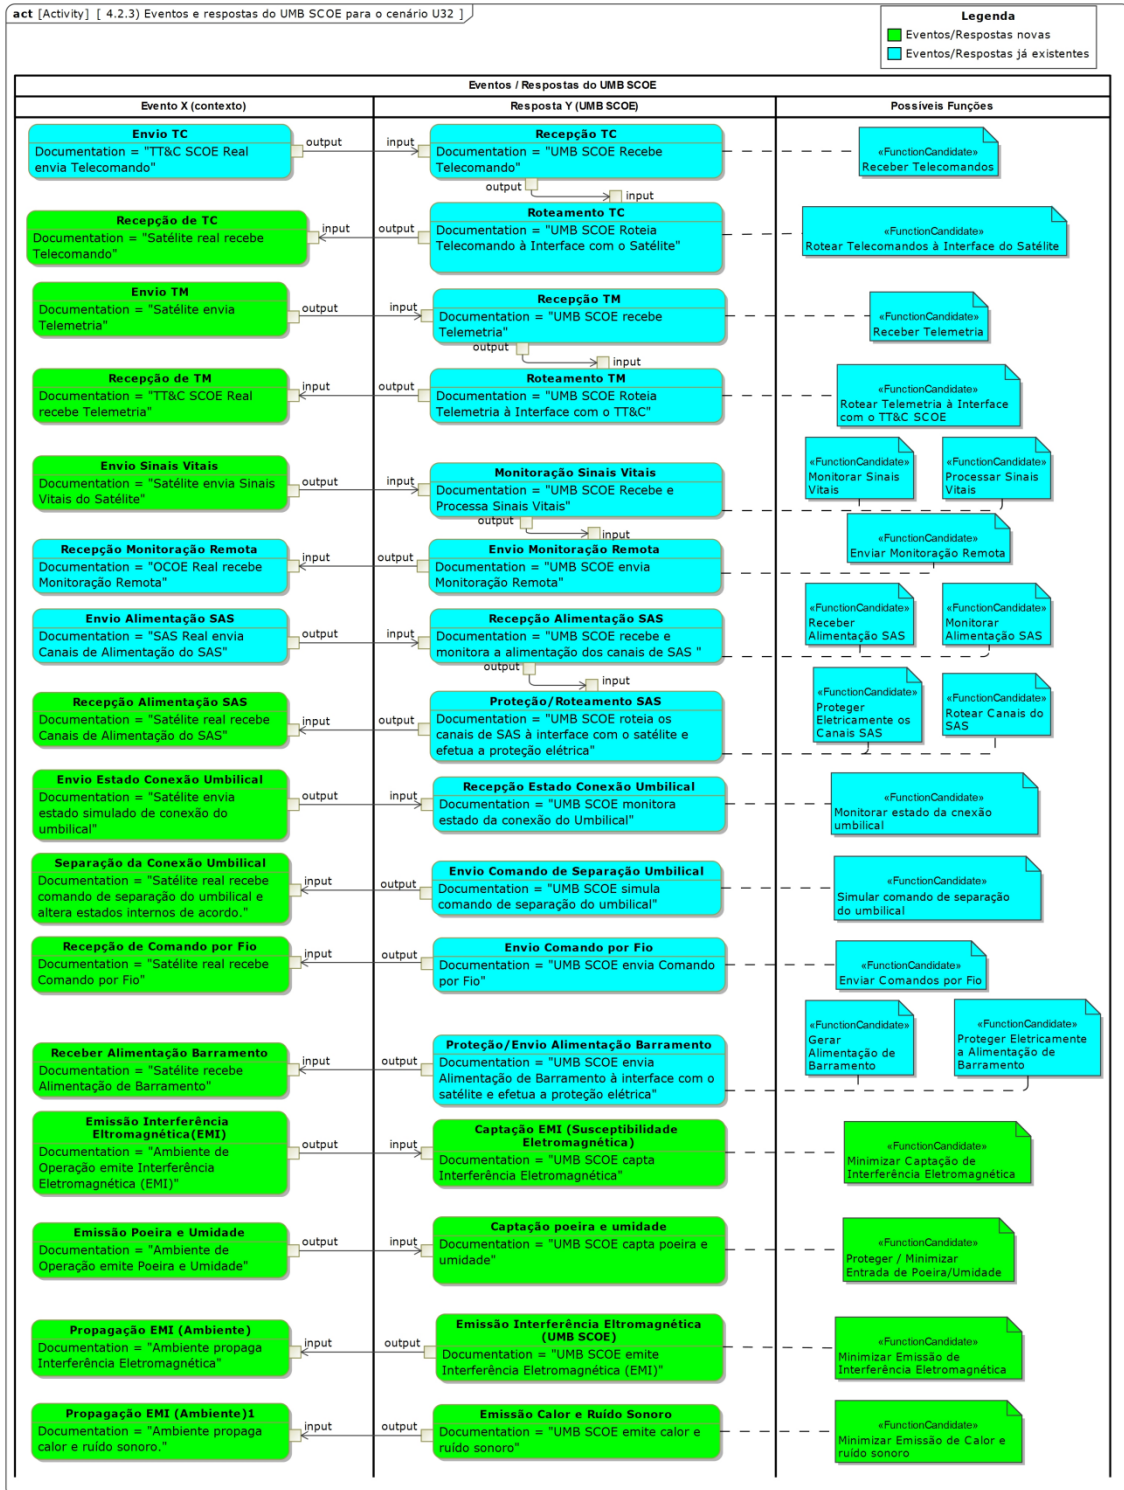 act [Activity] [ 4.2.3) Eventos e respostas do UMB SCOE para o cenário U32 ]
Legenda
Eventos/Respostas novas
Eventos/Respostas já existentes
Eventos / Respostas do UMB SCOE
Evento X (contexto)
Resposta Y (UMB SCOE)
Possíveis Funções
Envio TC
Documentation = "TT&C SCOE Real
envia Telecomando"
output
input
Recepção TC
Documentation = "UMB SCOE Recebe
Telecomando"
«FunctionCandidate»
Receber Telecomandos
output
input
Recepção de TC
Documentation = "Satélite real recebe
Telecomando"
input
output
Roteamento TC
Documentation = "UMB SCOE Roteia
Telecomando à Interface com o Satélite"
«FunctionCandidate»
Rotear Telecomandos à Interface do Satélite
Envio TM
Documentation = "Satélite envia
Telemetria"
output
input
Recepção TM
Documentation = "UMB SCOE recebe
Telemetria"
«FunctionCandidate»
Receber Telemetria
output
input
Recepção de TM
Documentation = "TT&C SCOE Real
recebe Telemetria"
input
output
Roteamento TM
Documentation = "UMB SCOE Roteia
Telemetria à Interface com o TT&C"
«FunctionCandidate»
Rotear Telemetria à Interface
com o TT&C SCOE
Envio Sinais Vitais
Documentation = "Satélite envia Sinais
Vitais do Satélite"
output
input
Monitoração Sinais Vitais
Documentation = "UMB SCOE Recebe e
Processa Sinais Vitais"
«FunctionCandidate»
Monitorar Sinais
Vitais
«FunctionCandidate»
Processar Sinais
Vitais
output
input
Recepção Monitoração Remota
Documentation = "OCOE Real recebe
Monitoração Remota"
input
output
Envio Monitoração Remota
Documentation = "UMB SCOE envia
Monitoração Remota"
«FunctionCandidate»
Enviar Monitoração Remota
Envio Alimentação SAS
Documentation = "SAS Real envia
Canais de Alimentação do SAS"
output
input
Recepção Alimentação SAS
Documentation = "UMB SCOE recebe e
monitora a alimentação dos canais de SAS "
«FunctionCandidate»
Receber
Alimentação SAS
«FunctionCandidate»
Monitorar
Alimentação SAS
output
input
Recepção Alimentação SAS
Documentation = "Satélite real recebe
Canais de Alimentação do SAS"
input
output
Proteção/Roteamento SAS
Documentation = "UMB SCOE roteia os
canais de SAS à interface com o satélite e
efetua a proteção elétrica"
«FunctionCandidate»
Proteger
Eletricamente os
Canais SAS
«FunctionCandidate»
Rotear Canais do
SAS
Envio Estado Conexão Umbilical
Documentation = "Satélite envia
estado simulado de conexão do
umbilical"
output
input
Recepção Estado Conexão Umbilical
Documentation = "UMB SCOE monitora
estado da conexão do Umbilical"
«FunctionCandidate»
Monitorar estado da cnexão
umbilical
Separação da Conexão Umbilical
Documentation = "Satélite real recebe
comando de separação do umbilical e
altera estados internos de acordo."
input
output
Envio Comando de Separação Umbilical
Documentation = "UMB SCOE simula
comando de separação do umbilical"
«FunctionCandidate»
Simular comando de separação
do umbilical
Recepção de Comando por Fio
Documentation = "Satélite real recebe
Comando por Fio"
input
output
Envio Comando por Fio
Documentation = "UMB SCOE envia Comando
por Fio"
«FunctionCandidate»
Enviar Comandos por Fio
Receber Alimentação Barramento
Documentation = "Satélite recebe
Alimentação de Barramento"
input
output
Proteção/Envio Alimentação Barramento
Documentation = "UMB SCOE envia
Alimentação de Barramento à interface com o
satélite e efetua a proteção elétrica"
«FunctionCandidate»
Gerar
Alimentação de
Barramento
«FunctionCandidate»
Proteger Eletricamente
a Alimentação de
Barramento
Emissão Interferência
Eltromagnética(EMI)
Documentation = "Ambiente de
Operação emite Interferência
Eletromagnética (EMI)"
output
input
Captação EMI (Susceptibilidade
Eletromagnética)
Documentation = "UMB SCOE capta
Interferência Eletromagnética"
«FunctionCandidate»
Minimizar Captação de
Interferência Eletromagnética
Emissão Poeira e Umidade
Documentation = "Ambiente de
Operação emite Poeira e Umidade"
output
input
Captação poeira e umidade
Documentation = "UMB SCOE capta poeira e
umidade"
«FunctionCandidate»
Proteger / Minimizar
Entrada de Poeira/Umidade
Propagação EMI (Ambiente)
Documentation = "Ambiente propaga
Interferência Eletromagnética"
input
output
Emissão Interferência Eltromagnética
(UMB SCOE)
Documentation = "UMB SCOE emite
Interferência Eletromagnética (EMI)"
«FunctionCandidate»
Minimizar Emissão de
Interferência Eletromagnética
Propagação EMI (Ambiente)1
Documentation = "Ambiente propaga
calor e ruído sonoro."
input
output
Emissão Calor e Ruído Sonoro
Documentation = "UMB SCOE emite calor e
ruído sonoro"
«FunctionCandidate»
Minimizar Emissão de Calor e
ruído sonoro